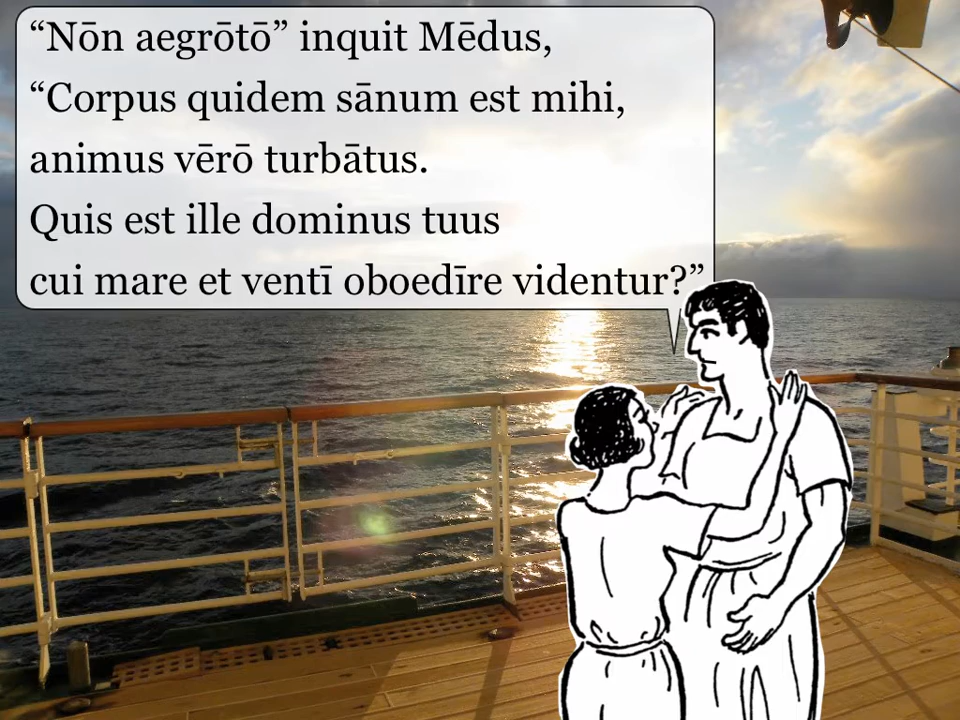 “Nōn aegrōtō” inquit Mēdus,
“Corpus quidem sānum est mihi,
animus vērō turbātus.
Quis est ille dominus tuus
cui mare et ventī oboedīre videntur?”